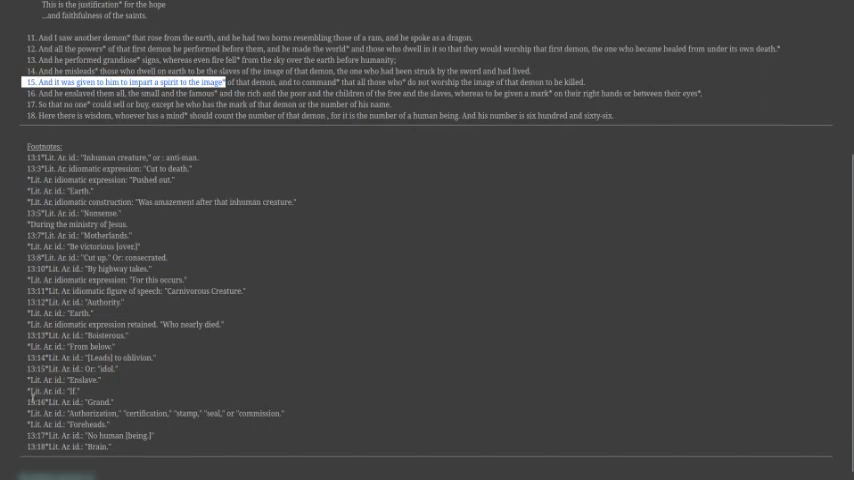 This is the justification* for the hope
...and faithfulness of the saints.
11. And I saw another demon* that rose from the earth, and he had two horns resembling those of a ram, and he spoke as a dragon.
12. And all the powers* of that first demon he performed before them, and he made the world* and those who dwell in it so that they would worship that first demon, the one who became healed from under its own death.*
13. And he performed grandiose* signs, whereas even fire fell* from the sky over the earth before humanity;
14. And he misleads* those who dwell on earth to be the slaves of the image of that demon, the one who had been struck by the sword and had lived.
15. And it was given to him to impart a spirit to the image* of that demon, and to command* that all those who* do not worship the image of that demon to be killed.
16. And he enslaved them all, the small and the famous* and the rich and the poor and the children of the free and the slaves, whereas to be given a mark* on their right hands or between their eyes*,
17. So that no one* could sell or buy, except he who has the mark of that demon or the number of his name.
18. Here there is wisdom, whoever has a mind* should count the number of that demon , for it is the number of a human being. And his number is six hundred and sixty-six.
Footnotes:
13:1*Lit. Ar. id.: "Inhuman creature," or : anti-man.
13:3*Lit. Ar. idiomatic expression: "Cut to death."
*Lit. Ar. idiomatic expression: "Pushed out."
*Lit. Ar. id.: "Earth."
*Lit. Ar. idiomatic construction: "Was amazement after that inhuman creature."
13:5*Lit. Ar. id.: "Nonsense."
*During the ministry of Jesus.
13:7*Lit. Ar. id.: "Motherlands."
*Lit. Ar. id.: "Be victorious [over.]"
13:8*Lit. Ar. id.: "Cut up." Or: consecrated.
13:10*Lit. Ar. id.: "By highway takes."
*Lit. Ar. idiomatic expression: "For this occurs."
13:11*Lit. Ar. idiomatic figure of speech: "Carnivorous Creature."
13:12*Lit. Ar. id.: "Authority."
*Lit. Ar. id.: "Earth."
*Lit. Ar. idiomatic expression retained. "Who nearly died."
13:13*Lit. Ar. id.: "Boisterous."
*Lit. Ar. id.: "From below."
13:14*Lit. Ar. id.: "[Leads] to oblivion."
13:15*Lit. Ar. id.: Or: "idol."
*Lit. Ar. id.: "Enslave."
*Lit. Ar. id.: "If."
13:16*Lit. Ar. id.: "Grand."
*Lit. Ar. id.: "Authorization," "certification," "stamp," "seal," or "commission."
*Lit. Ar. id.: "Foreheads."
13:17*Lit. Ar. id.: "No human [being.]"
13:18*Lit. Ar. id.: "Brain."